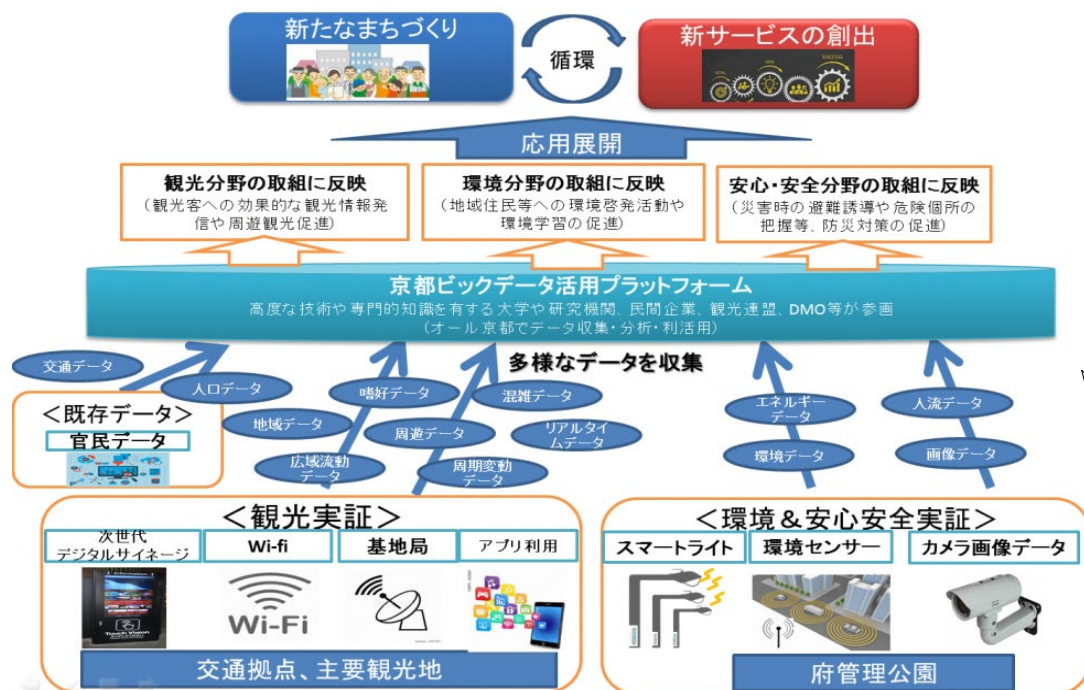 新たなまちづくり
循環
新サービスの創出
SUCCESS
応用展開
観光分野の取組に反映
(観光客への効果的な観光情報発
信や周遊観光促進)
環境分野の取組に反映
(地域住民等への環境啓発活動や
環境学習の促進)
安心・安全分野の取組に反映
(災害時の避難誘導や危険個所の
把握等、防災対策の促進)
京都ビックデータ活用プラットフォーム
高度な技術や専門的知識を有する大学や研究機関、民間企業、観光連盟、DMO等が参画
(オール京都でデータ収集・分析・利活用)
多様なデータを収集
交通データ
人口データ
嗜好データ
混雑データ
地域データ
周遊データ
リアルタイ
ムデータ
広域流動
データ
周期変動
データ
エネルギー
データ
人流データ
環境データ
画像データ
<既存データ>
官民データ
<観光実証>
次世代
デジタルサイネージ
Wi-fi
基地局
アプリ利用
Touch Vision
Wi-Fi
交通拠点、主要観光地
<環境&安心安全実証>
スマートライト
環境センサー
カメラ画像データ
府管理公園